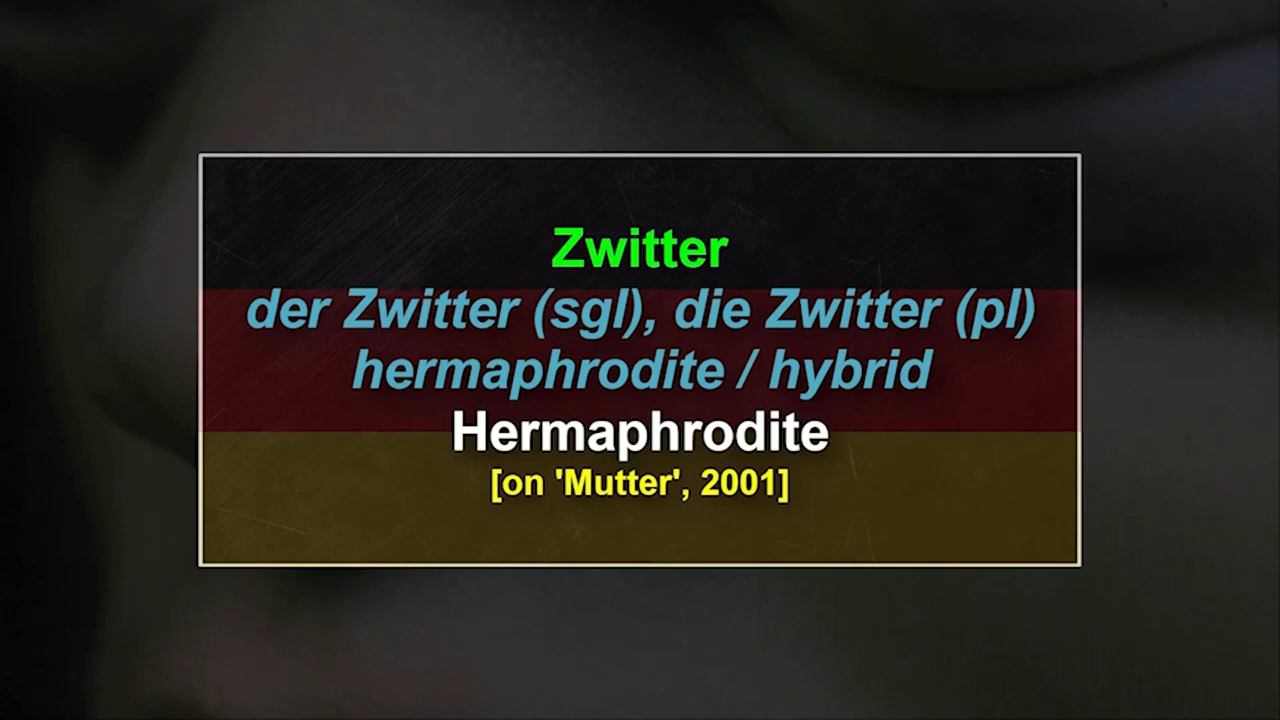 Zwitter
der Zwitter (sgl), die Zwitter (pl)
hermaphrodite / hybrid
Hermaphrodite
[on 'Mutter', 2001]